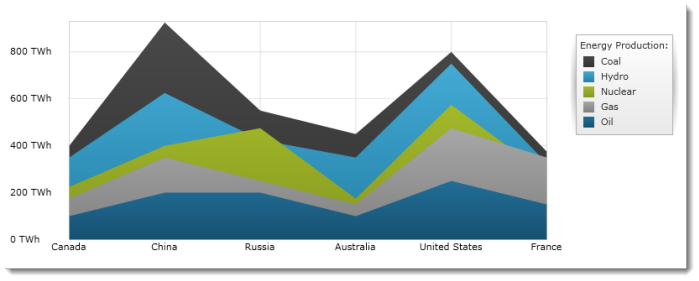 800 TWh
600 TWh
400 TWh
200 TWh
0 TWh
Canada China Russia Australia United States France
Energy Production:
Coal
Hydro
Nuclear
Gas
Oil